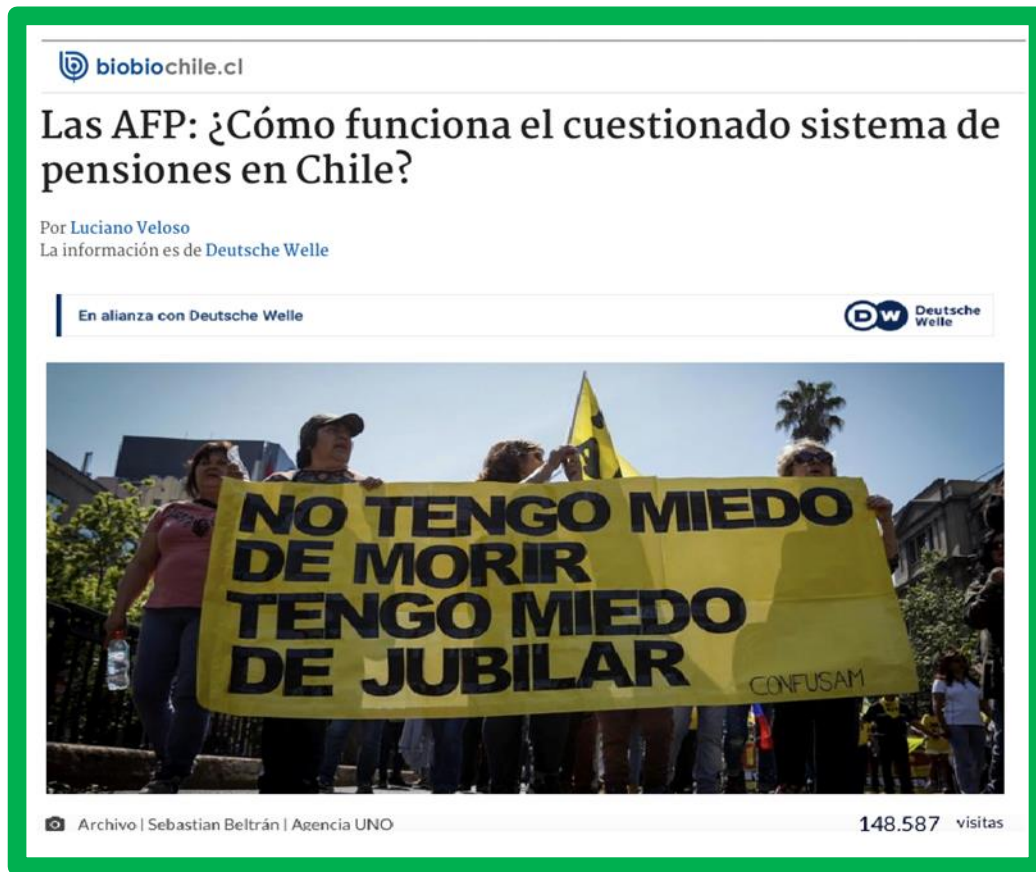 biobiochile.cl
Las AFP: ¿Cómo funciona el cuestionado sistema de
pensiones en Chile?
Por Luciano Veloso
La información es de Deutsche Welle
En alianza con Deutsche Welle
DW Deutsche
Welle
NO TENGO MIEDO
DE MORIR
TENGO MIEDO
DE JUBILAR
CONFUSAM
Archivo | Sebastian Beltrán | Agencia UNO
148.587 visitas